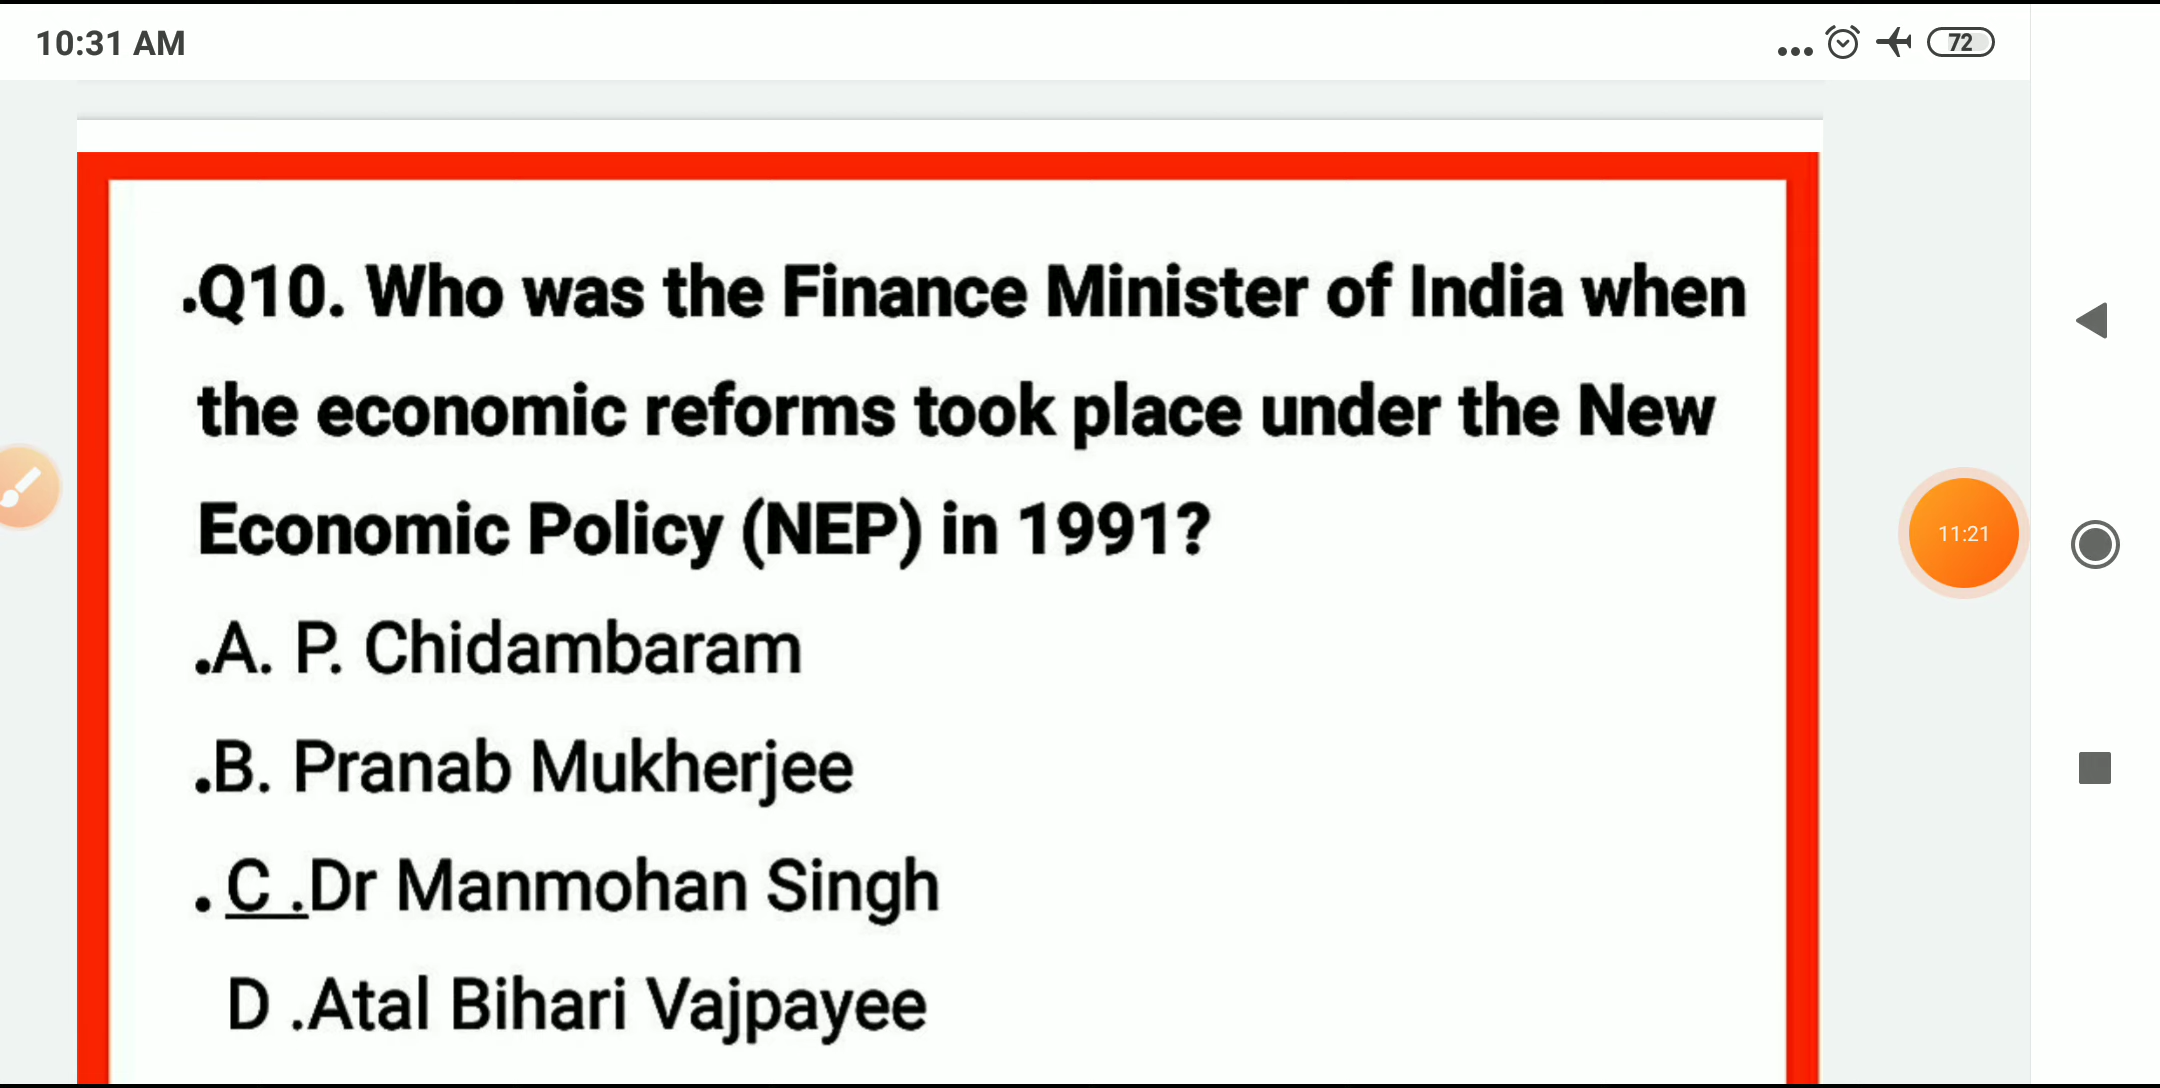 10:31 AM
... 72
.Q10. Who was the Finance Minister of India when
the economic reforms took place under the New
Economic Policy (NEP) in 1991?
.A. P. Chidambaram
.B. Pranab Mukherjee
. C .Dr Manmohan Singh
D .Atal Bihari Vajpayee
11:21